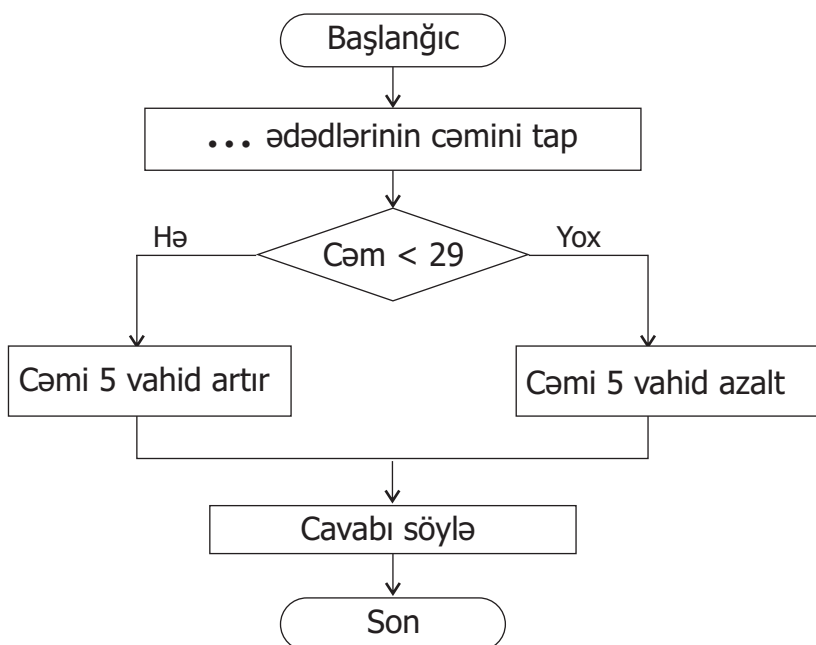 Başlanğıc
... ədədlərinin cəmini tap
Cəm < 29
Hə
Yox
Cəmi 5 vahid artır
Cəmi 5 vahid azalt
Cavabı söylə
Son